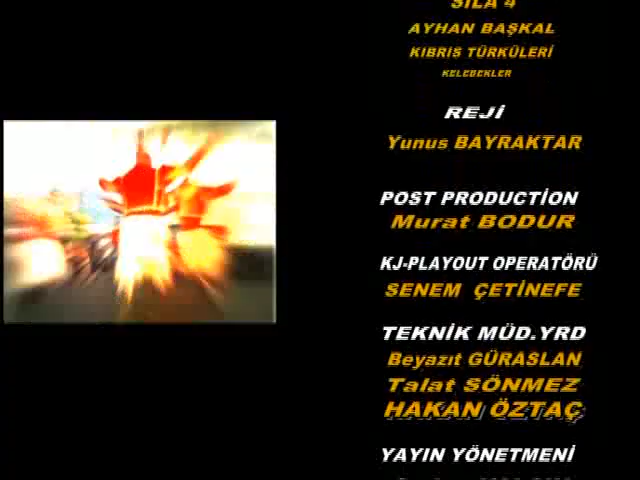 SILA 4
AYHAN BAŞKAL
KIBRIS TÜRKÜLERİ
KELEBEKLER
REJİ
Yunus BAYRAKTAR
POST PRODUCTİON
Murat BODUR
KJ-PLAYOUT OPERATÖRÜ
SENEM ÇETİNEFE
TEKNİK MÜD.YRD
Beyazıt GÜRASLAN
Talat SÖNMEZ
HAKAN ÖZTAÇ
YAYIN YÖNETMENİ